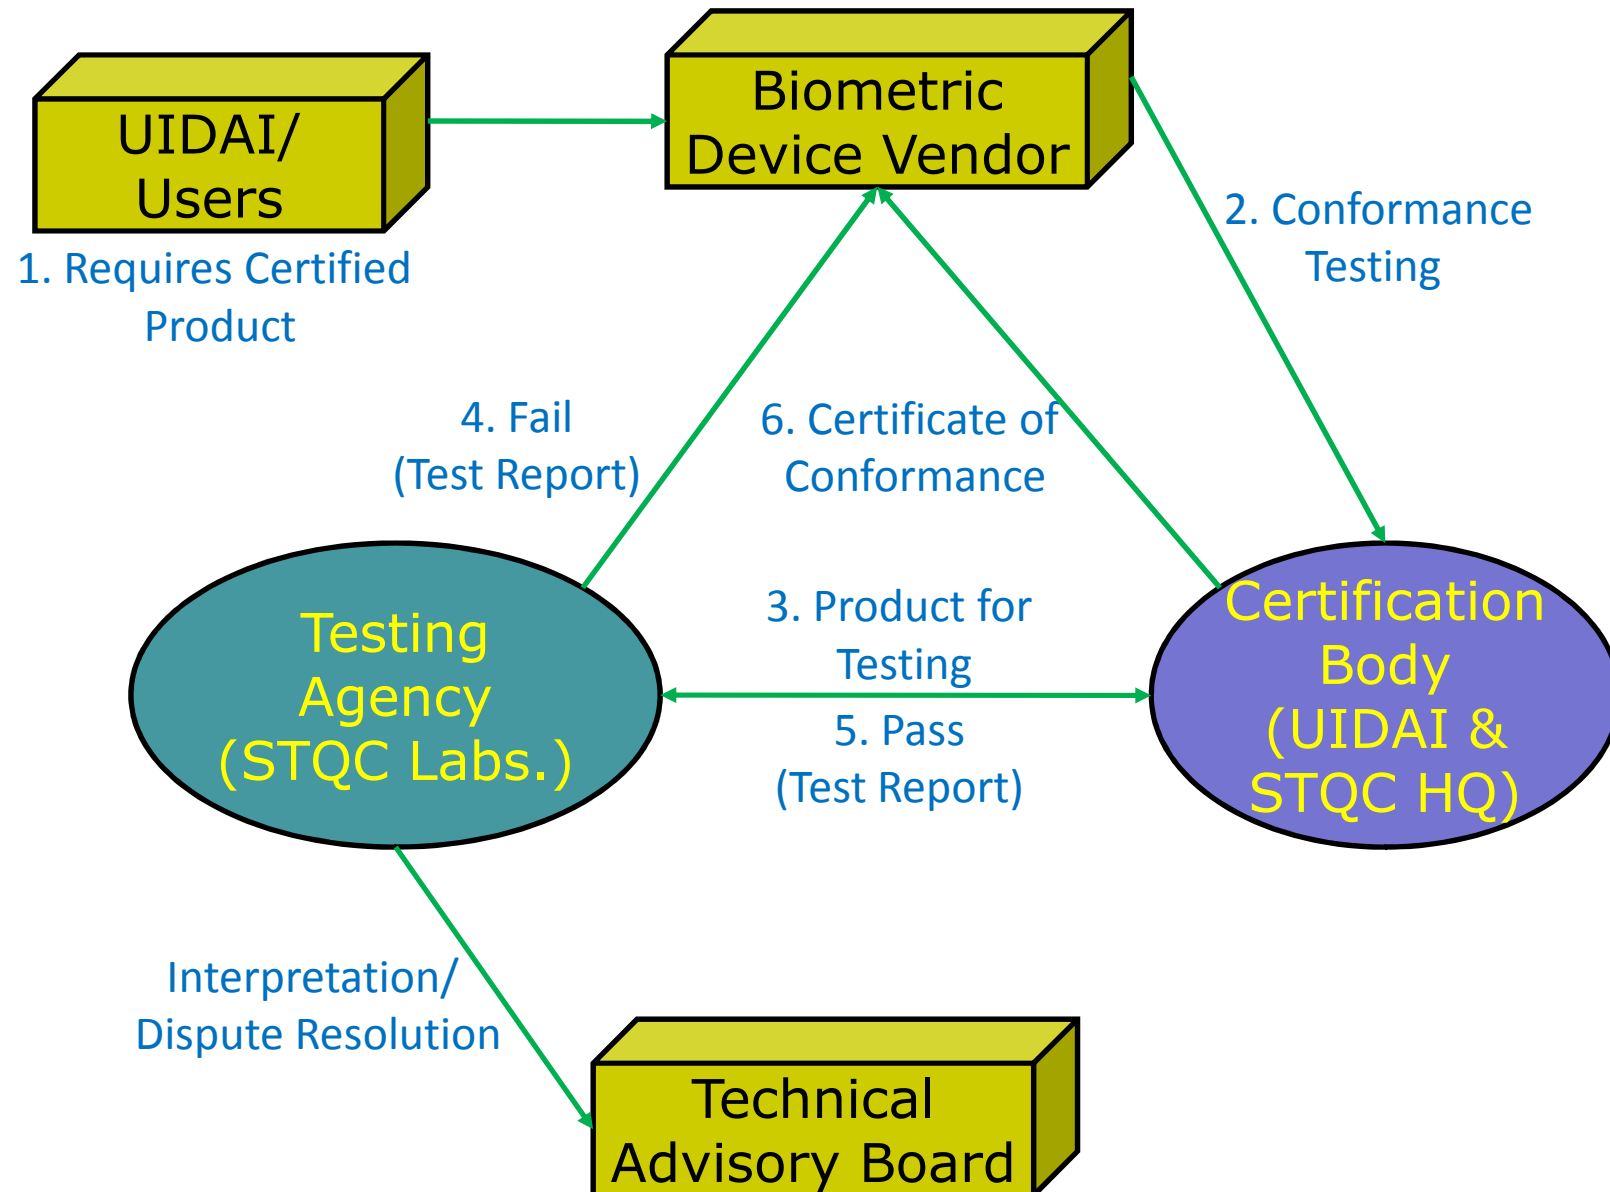 Biometric
Device Vendor
UIDAI/
Users
1. Requires Certified
Product
2. Conformance
Testing
4. Fail
(Test Report)
6. Certificate of
Conformance
3. Product for
Testing
5. Pass
(Test Report)
Testing
Agency
(STQC Labs.)
Certification
Body
(UIDAI &
STQC HQ)
Interpretation/
Dispute Resolution
Technical
Advisory Board